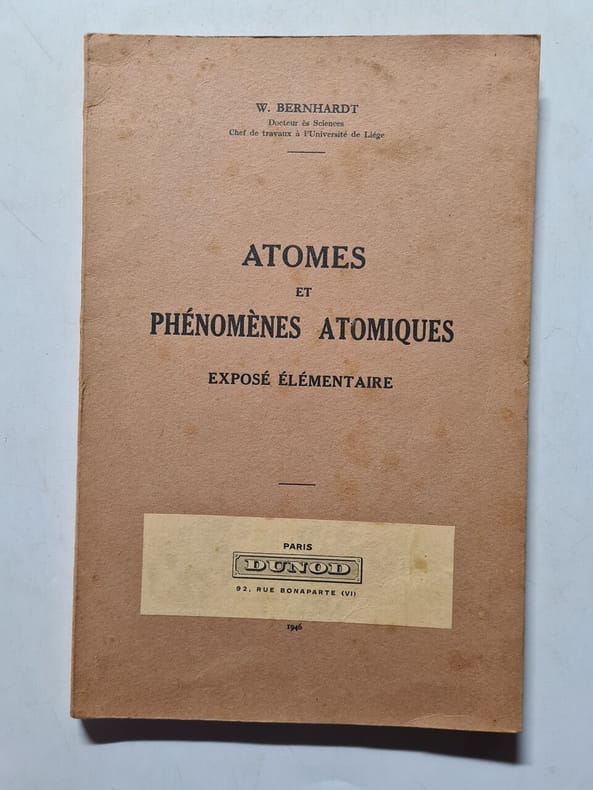 W. BERNHARDT
Docteur ès Sciences
Chef de travaux à l'Université de Liége
ATOMES
ET
PHÉNOMÈNES ATOMIQUES
EXPOSÉ ÉLÉMENTAIRE
PARIS
DUNOD
92, RUE BONAPARTE (VI)
1946